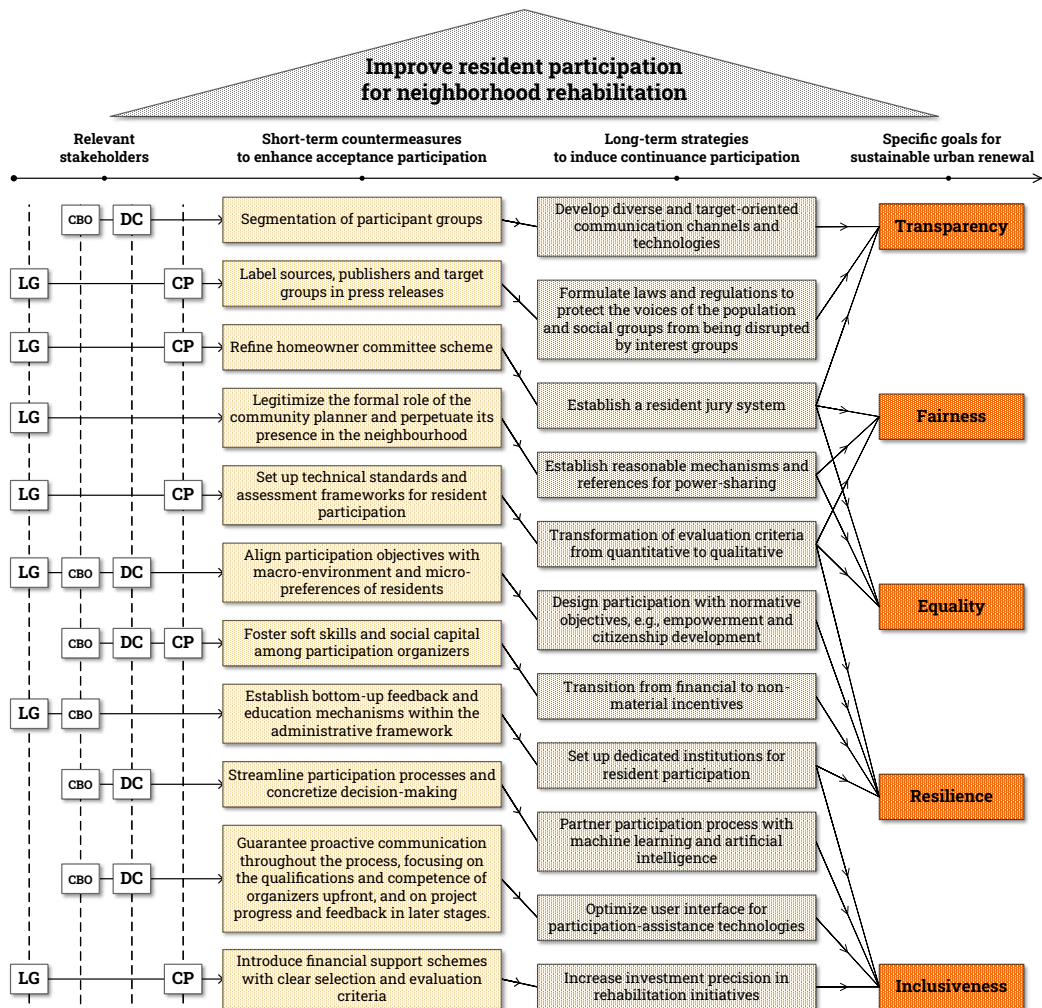 Improve resident participation
for neighborhood rehabilitation
Relevant
stakeholders
Short-term countermeasures
to enhance acceptance participation
Long-term strategies
to induce continuance participation
Specific goals for
sustainable urban renewal
CBO
DC
Segmentation of participant groups
LG
CP
Label sources, publishers and target
groups in press releases
LG
CP
Refine homeowner committee scheme
LG
Legitimize the formal role of the
community planner and perpetuate its
presence in the neighbourhood
LG
CP
Set up technical standards and
assessment frameworks for resident
participation
LG
CBO
DC
Align participation objectives with
macro-environment and micro-
preferences of residents
CBO
DC
CP
Foster soft skills and social capital
among participation organizers
LG
CBO
Establish bottom-up feedback and
education mechanisms within the
administrative framework
CBO
DC
Streamline participation processes and
concretize decision-making
CBO
DC
Guarantee proactive communication
throughout the process, focusing on
the qualifications and competence of
organizers upfront, and on project
progress and feedback in later stages.
LG
CP
Introduce financial support schemes
with clear selection and evaluation
criteria
Develop diverse and target-oriented
communication channels and
technologies
Formulate laws and regulations to
protect the voices of the population
and social groups from being disrupted
by interest groups
Establish a resident jury system
Establish reasonable mechanisms and
references for power-sharing
Transformation of evaluation criteria
from quantitative to qualitative
Design participation with normative
objectives, e.g., empowerment and
citizenship development
Transition from financial to non-
material incentives
Set up dedicated institutions for
resident participation
Partner participation process with
machine learning and artificial
intelligence
Optimize user interface for
participation-assistance technologies
Increase investment precision in
rehabilitation initiatives
Transparency
Fairness
Equality
Resilience
Inclusiveness